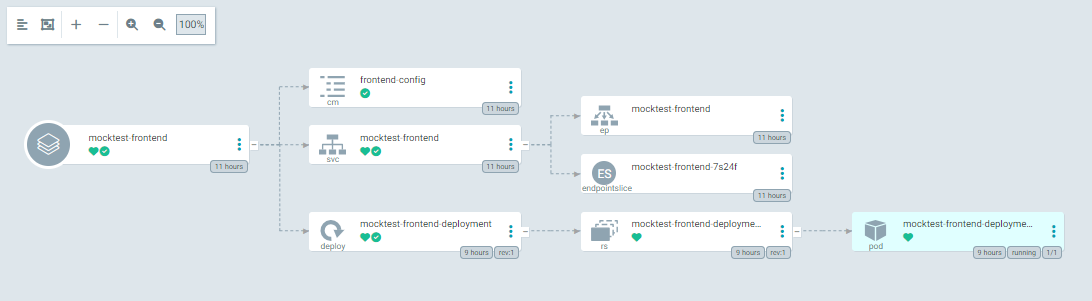 100%
mocktest-frontend
11 hours
frontend-config
cm
11 hours
mocktest-frontend
svc
11 hours
mocktest-frontend-deployment
deploy
9 hours
rev:1
mocktest-frontend
ep
11 hours
ES
mocktest-frontend-7s24f
endpointslice
11 hours
mocktest-frontend-deployme...
rs
9 hours
rev:1
mocktest-frontend-deployme...
pod
9 hours
running
1/1